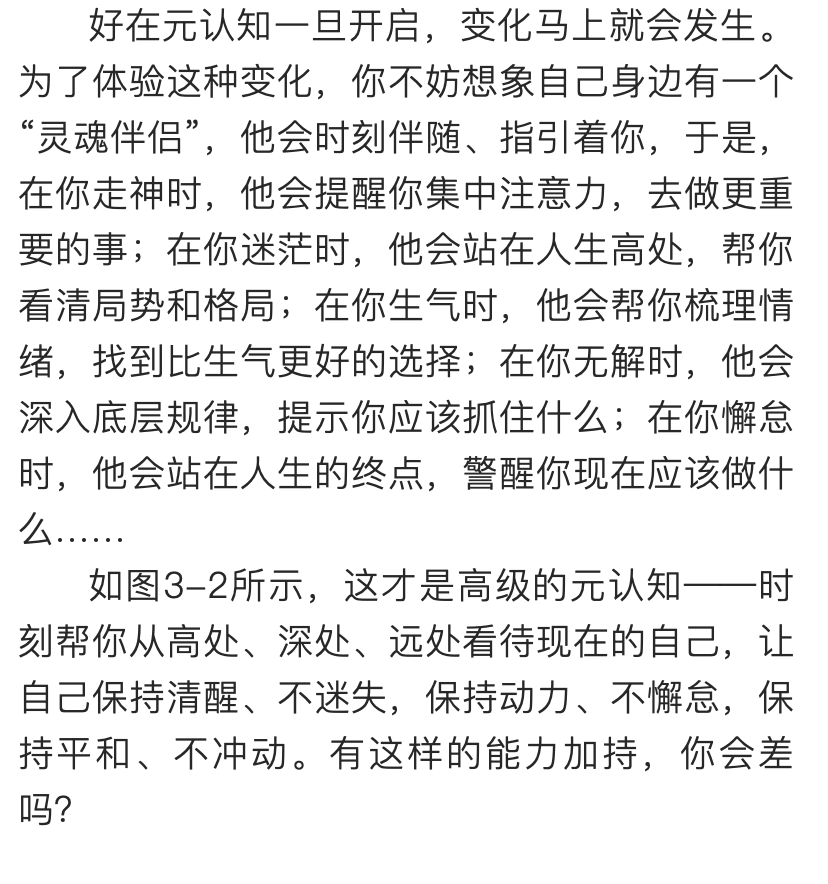 好在元认知一旦开启，变化马上就会发生。
为了体验这种变化，你不妨想象自己身边有一个
“灵魂伴侣”，他会时刻伴随、指引着你，于是，
在你走神时，他会提醒你集中注意力，去做更重
要的事；在你迷茫时，他会站在人生高处，帮你
看清局势和格局；在你生气时，他会帮你梳理情
绪，找到比生气更好的选择；在你无解时，他会
深入底层规律，提示你应该抓住什么；在你懈怠
时，他会站在人生的终点，警醒你现在应该做什
么……
如图3–2所示，这才是高级的元认知——时
刻帮你从高处、深处、远处看待现在的自己，让
自己保持清醒、不迷失，保持动力、不懈怠，保
持平和、不冲动。有这样的能力加持，你会差
吗？